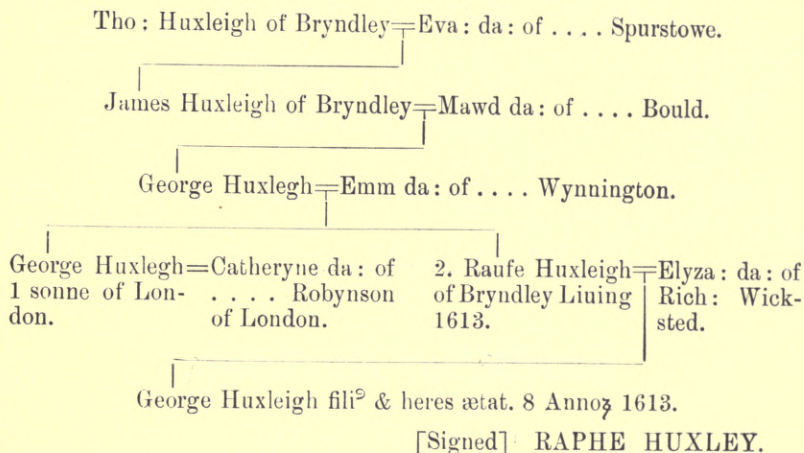 Tho: Huxleigh of Bryndley=Eva: da: of .... Spurstowe.
James Huxleigh of Bryndley=Mawd da: of .... Bould.
George Huxlegh=Emm da: of .... Wynnington.
George Huxlegh=Catheryne da: of
1 sonne of Lon-
don.
.... Robynson
of London.
2. Raufe Huxleigh=Elyza: da: of
of Bryndley Liuing
1613.
Rich: Wick-
sted.
George Huxleigh filiꝰ & heres ætat. 8 Annoꝫ 1613.
[Signed] RAPHE HUXLEY.